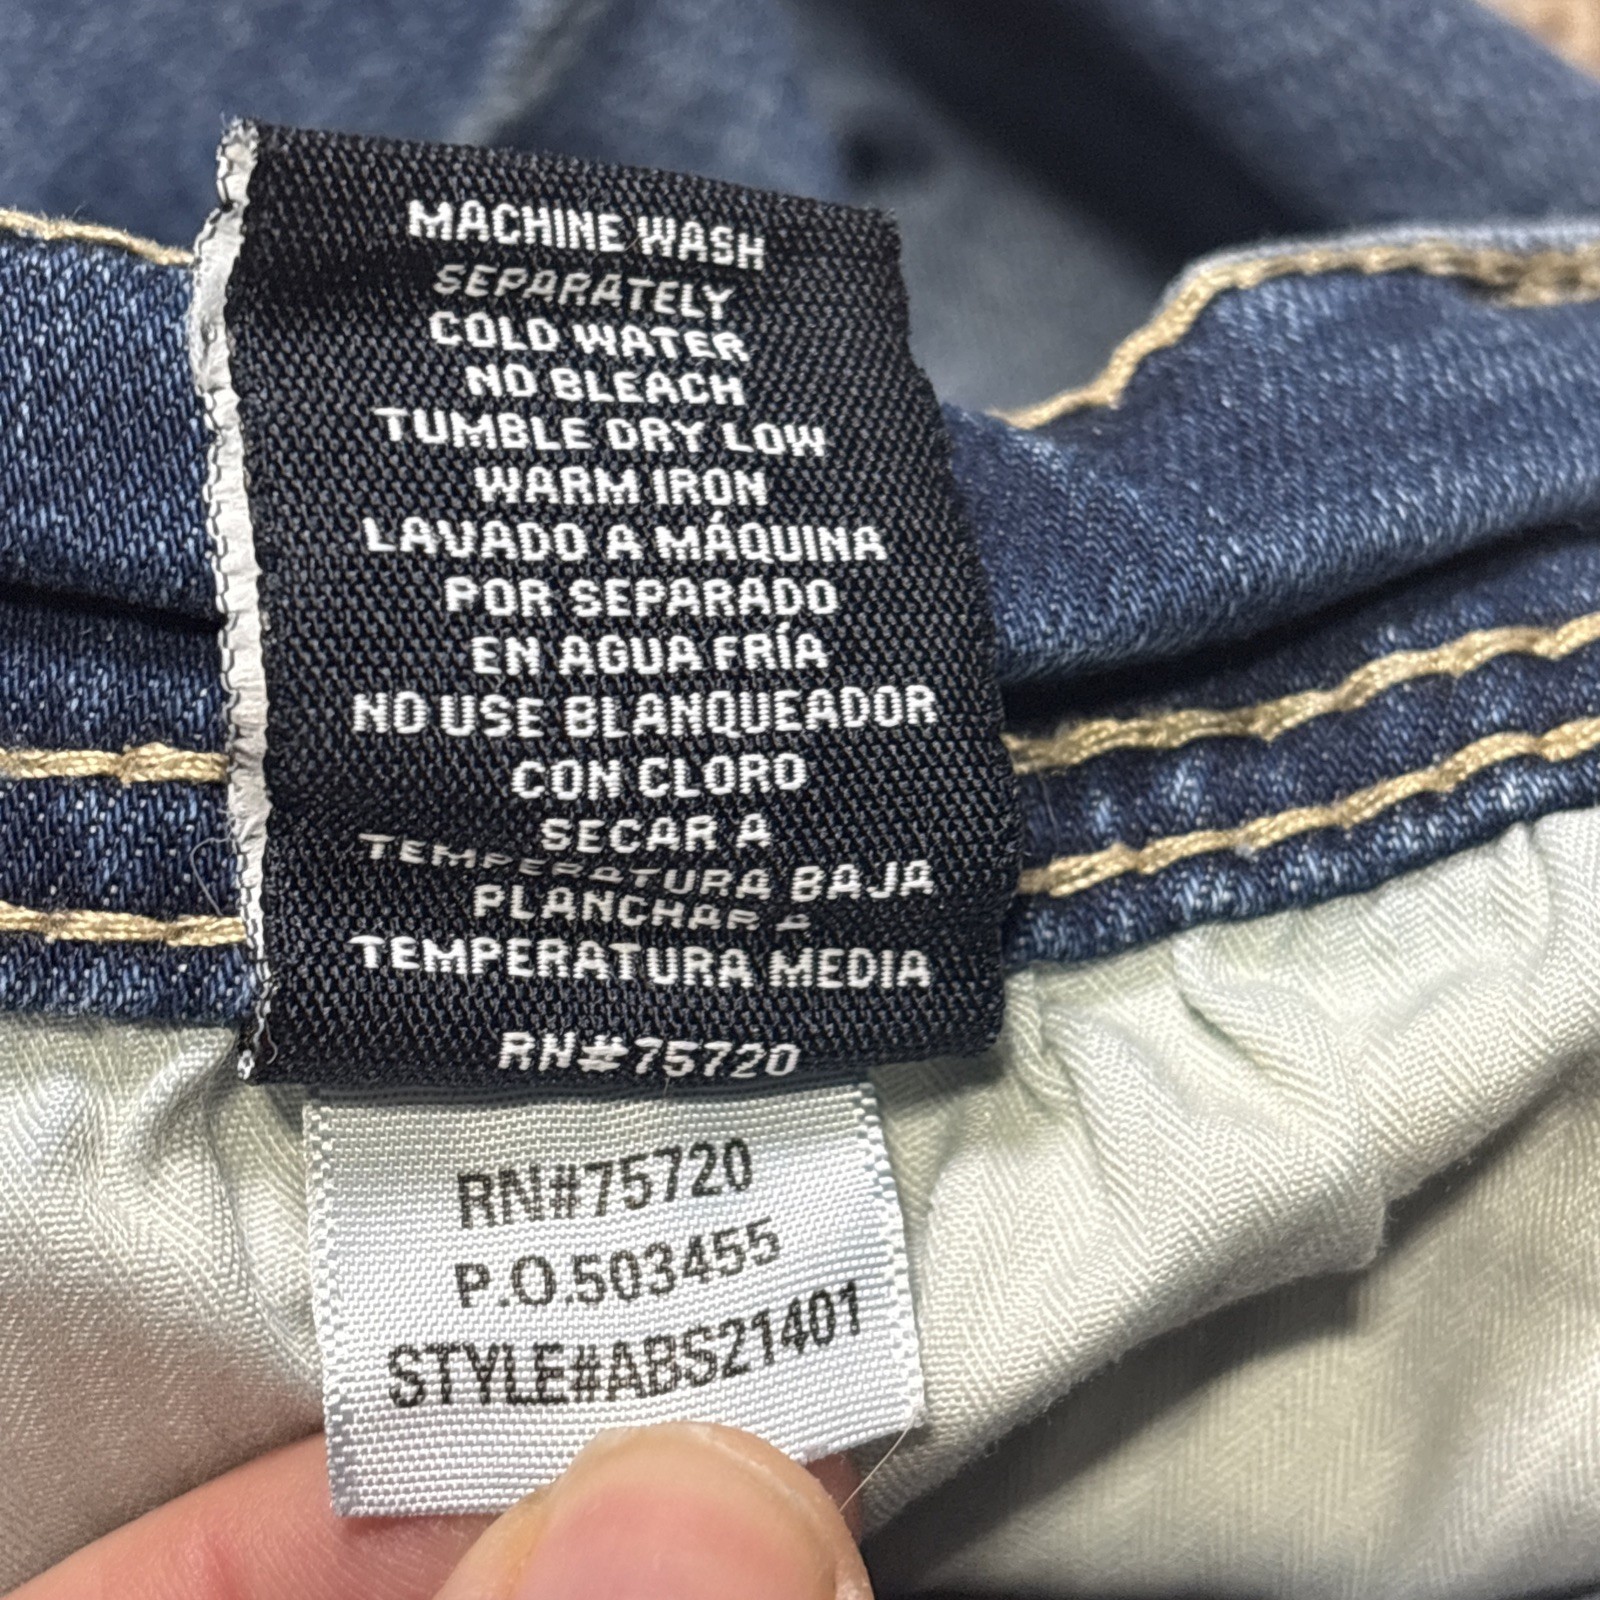 MACHINE WASH
SEPARATELY
COLD WATER
NO BLEACH
TUMBLE DRY LOW
WARM IRON
LAVADO A MÁQUINA
POR SEPARADO
EN AGUA FRÍA
NO USE BLANQUEADOR
CON CLORO
SECAR A
TEMPERATURA BAJA
PLANCHAR A
TEMPERATURA MEDIA
RN#75720
RN#75720
P.O.503455
STYLE#ABS21401